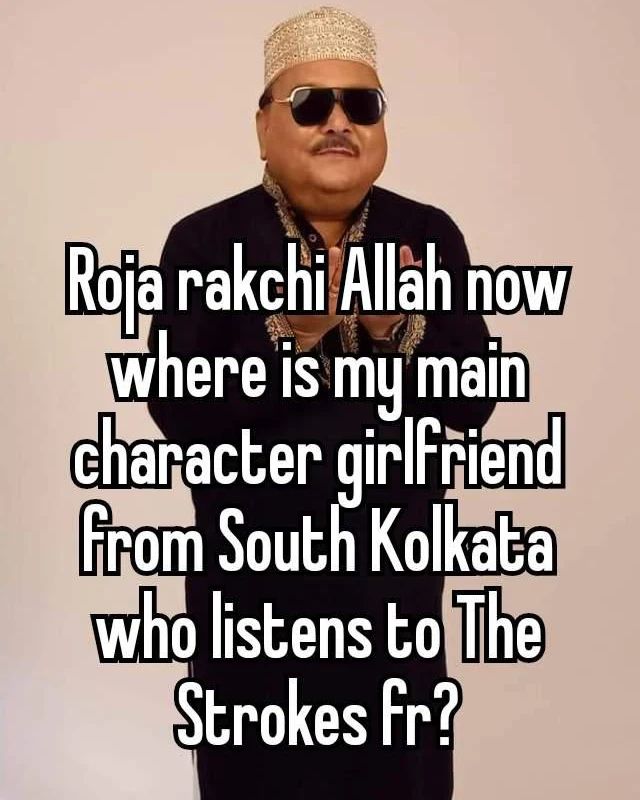 Roja rakchi Allah now
where is my main
character girlfriend
from South Kolkata
who listens to The
Strokes fr?